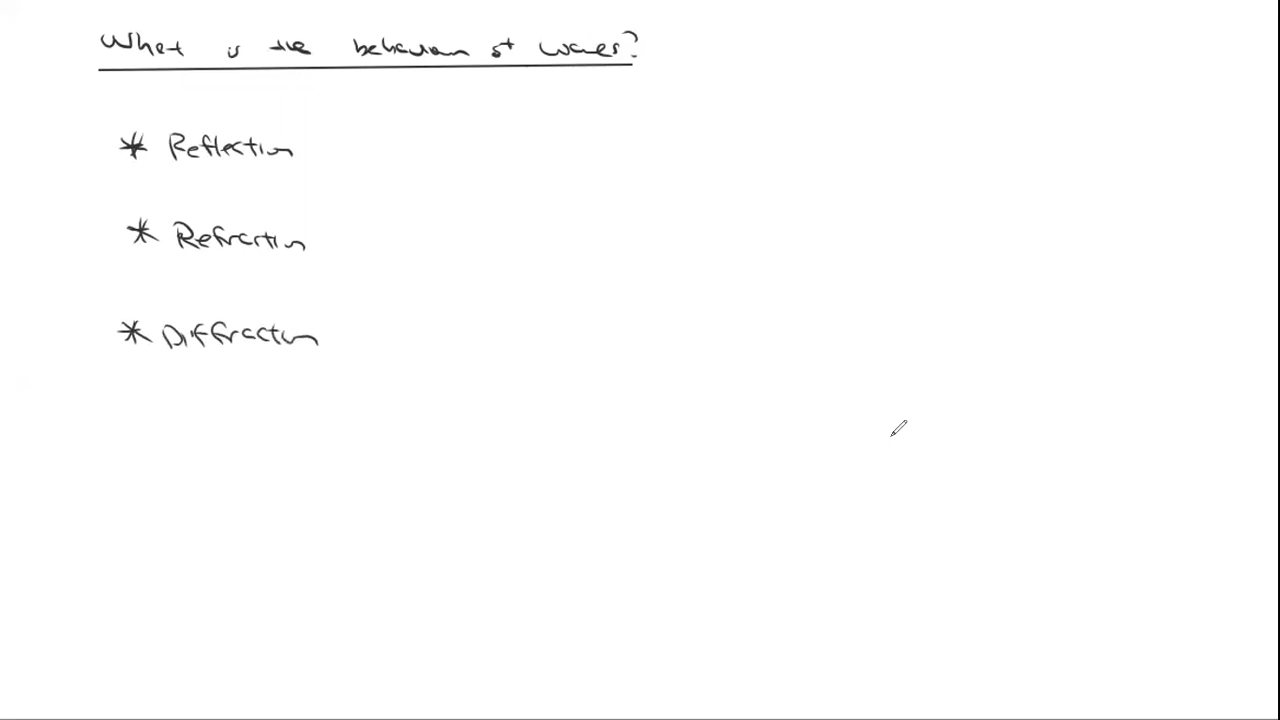 What is the behaviour of waves?
* Reflection
* Refraction
* Diffraction